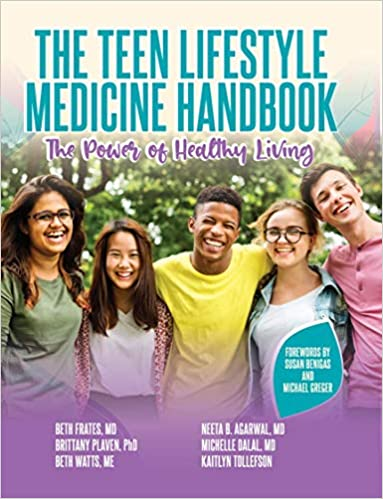 THE TEEN LIFESTYLE
MEDICINE HANDBOOK
The Power of Healthy Living
FOREWORDS BY
SUSAN BENIGAS
AND
MICHAEL GREGER
BETH FRATES, MD
BRITTANY PLAVEN, PhD
BETH WATTS, ME
NEETA B. AGARWAL, MD
MICHELLE DALAL, MD
KAITLYN TOLLEFSON